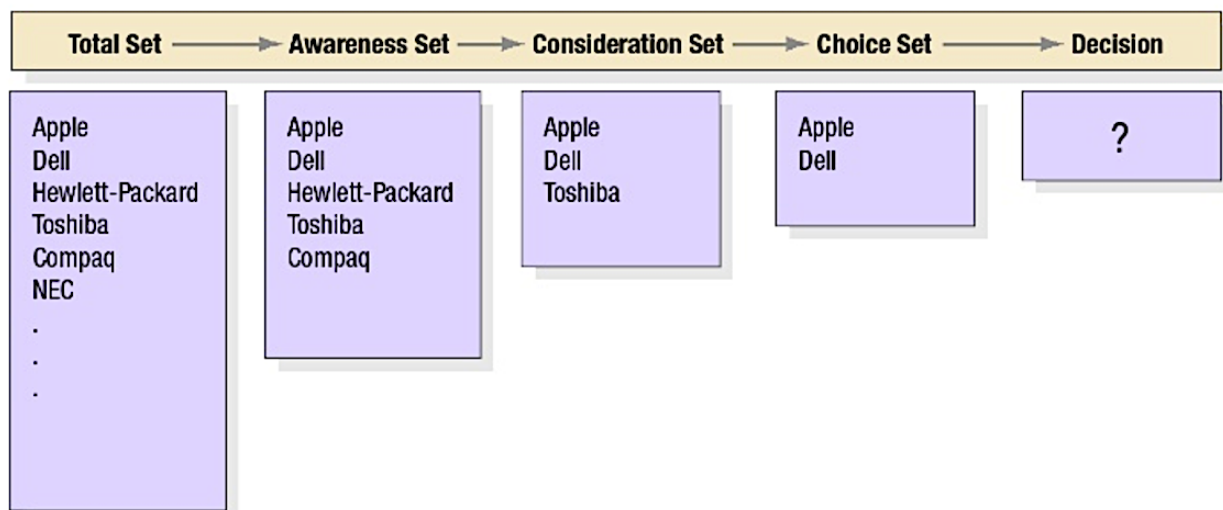 Total Set Awareness Set Consideration Set Choice Set Decision
Apple
Dell
Hewlett-Packard
Toshiba
Compaq
NEC
.
.
.
Apple
Dell
Hewlett-Packard
Toshiba
Compaq
Apple
Dell
Toshiba
Apple
Dell
?